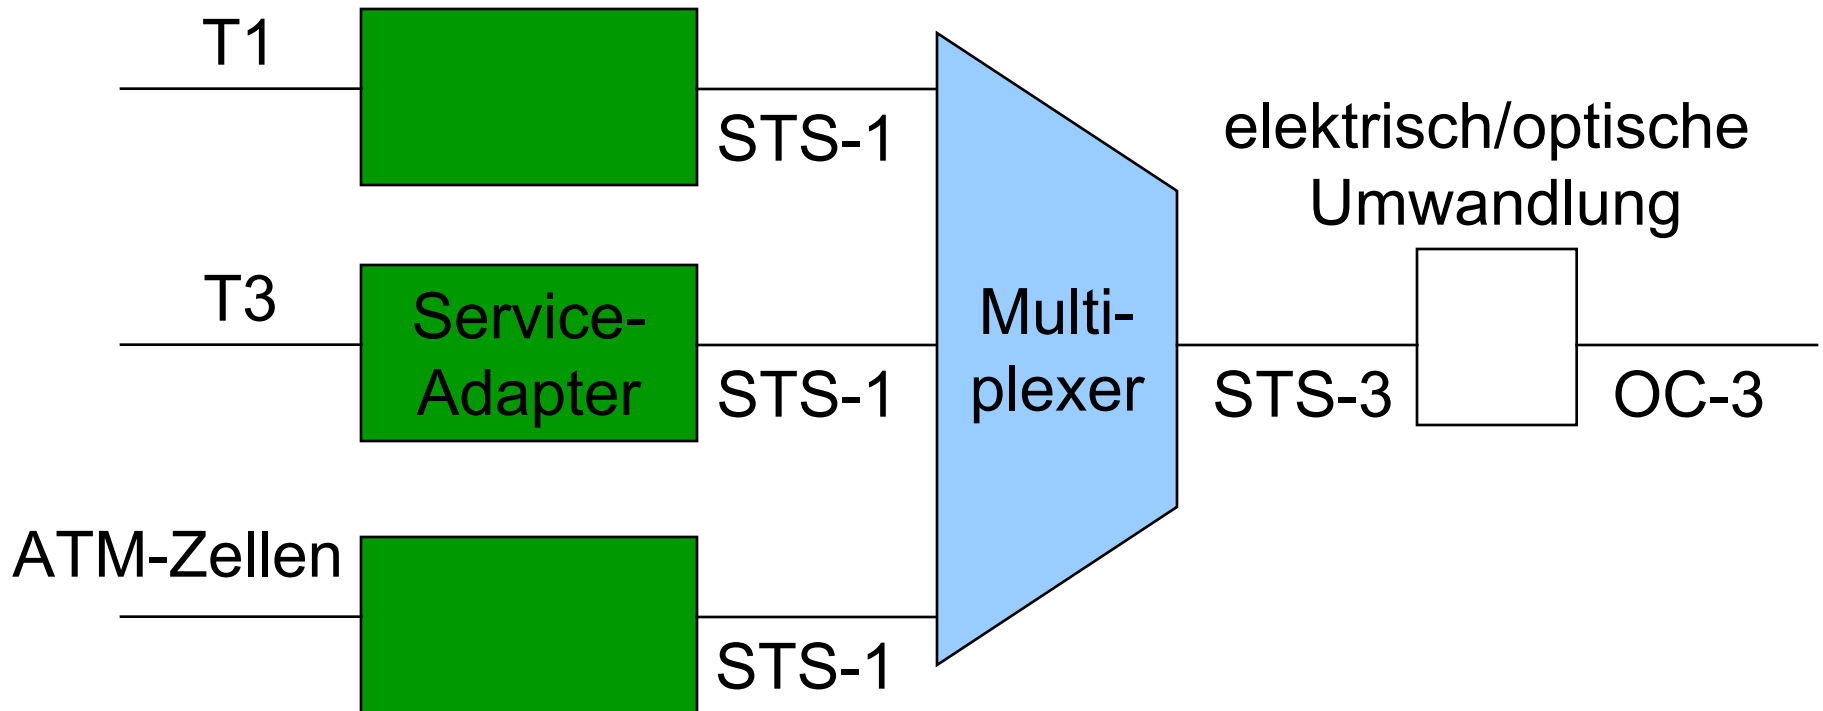 T1
STS-1
elektrisch/optische
Umwandlung
T3
Service-
Adapter
STS-1
Multi-
plexer
STS-3
OC-3
ATM-Zellen
STS-1